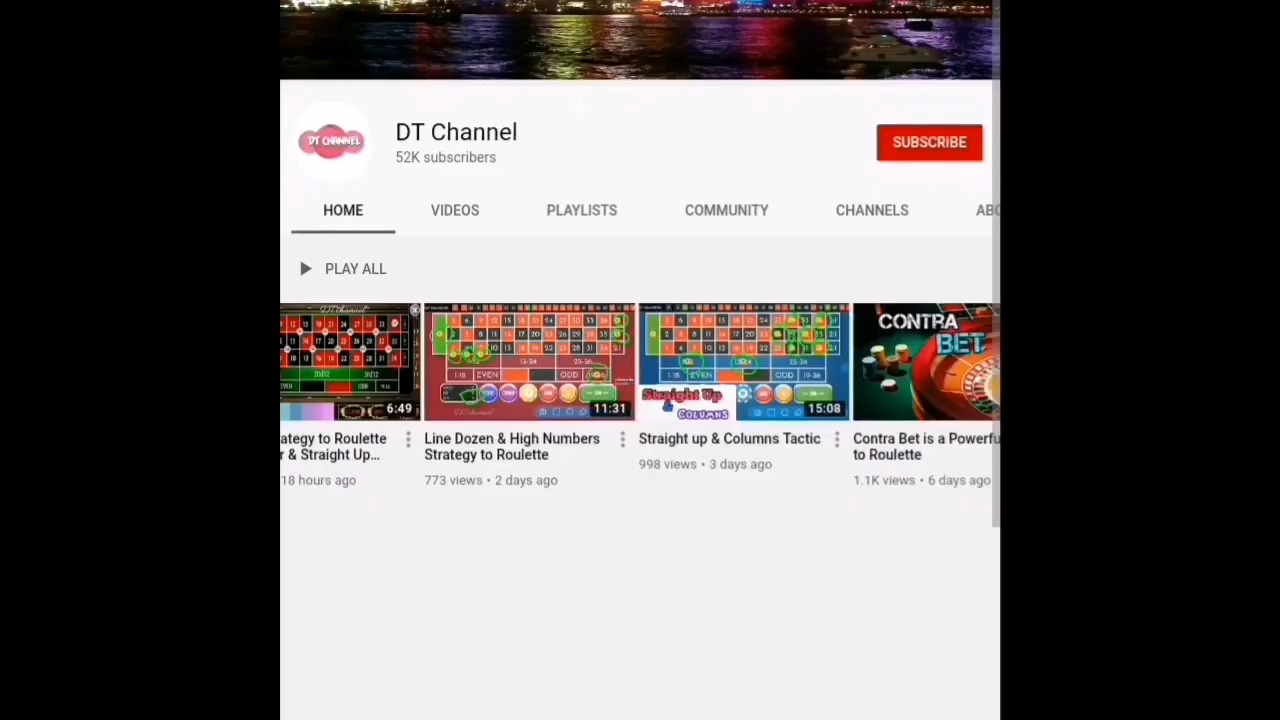 DT CHANNEL
DT Channel
52K subscribers
SUBSCRIBE
HOME
VIDEOS
PLAYLISTS
COMMUNITY
CHANNELS
ABO
PLAY ALL
DT Channel
6:49
ategy to Roulette
r & Straight Up...
18 hours ago
11:31
Line Dozen & High Numbers
Strategy to Roulette
773 views • 2 days ago
Straight Up
& COLUMNS
15:08
Straight up & Columns Tactic
998 views • 3 days ago
CONTRA
BET
Contra Bet is a Powerfu
to Roulette
1.1K views • 6 days ago